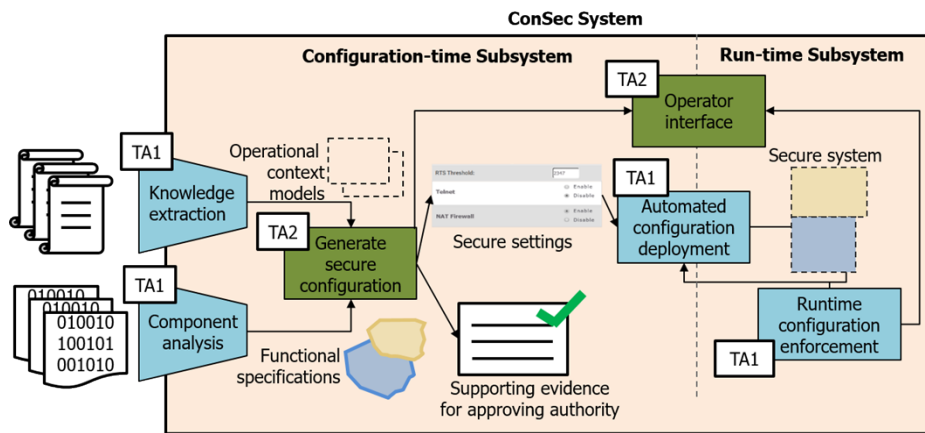 ConSec System
Configuration-time Subsystem
Run-time Subsystem
TA2
Operator
interface
TA1
Knowledge
extraction
Operational
context
models
RTS Threshold:
2347
Telnet
Enable
Disable
NAT Firewall
Enable
Disable
Secure settings
TA1
Automated
configuration
deployment
Secure system
TA2
Generate
secure
configuration
TA1
Component
analysis
010010
010010
010010
100101
001010
Functional
specifications
Supporting evidence
for approving authority
Runtime
configuration
enforcement
TA1